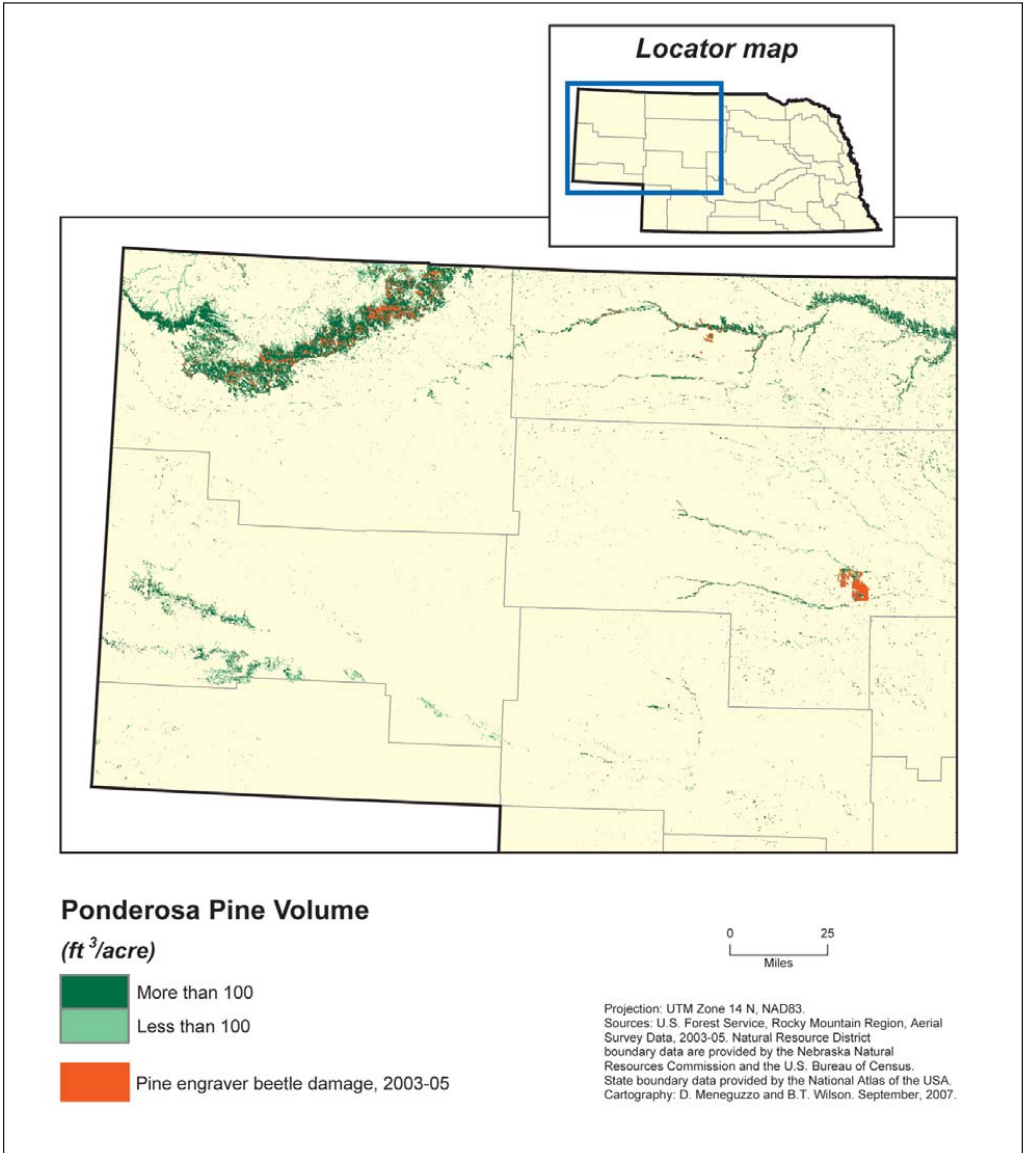 Locator map
Ponderosa Pine Volume
(ft³/acre)
More than 100
Less than 100
Pine engraver beetle damage, 2003-05
0 25
Miles
Projection: UTM Zone 14 N, NAD83.
Sources: U.S. Forest Service, Rocky Mountain Region, Aerial
Survey Data, 2003-05. Natural Resource District
boundary data are provided by the Nebraska Natural
Resources Commission and the U.S. Bureau of Census.
State boundary data provided by the National Atlas of the USA.
Cartography: D. Meneguzzo and B.T. Wilson. September, 2007.